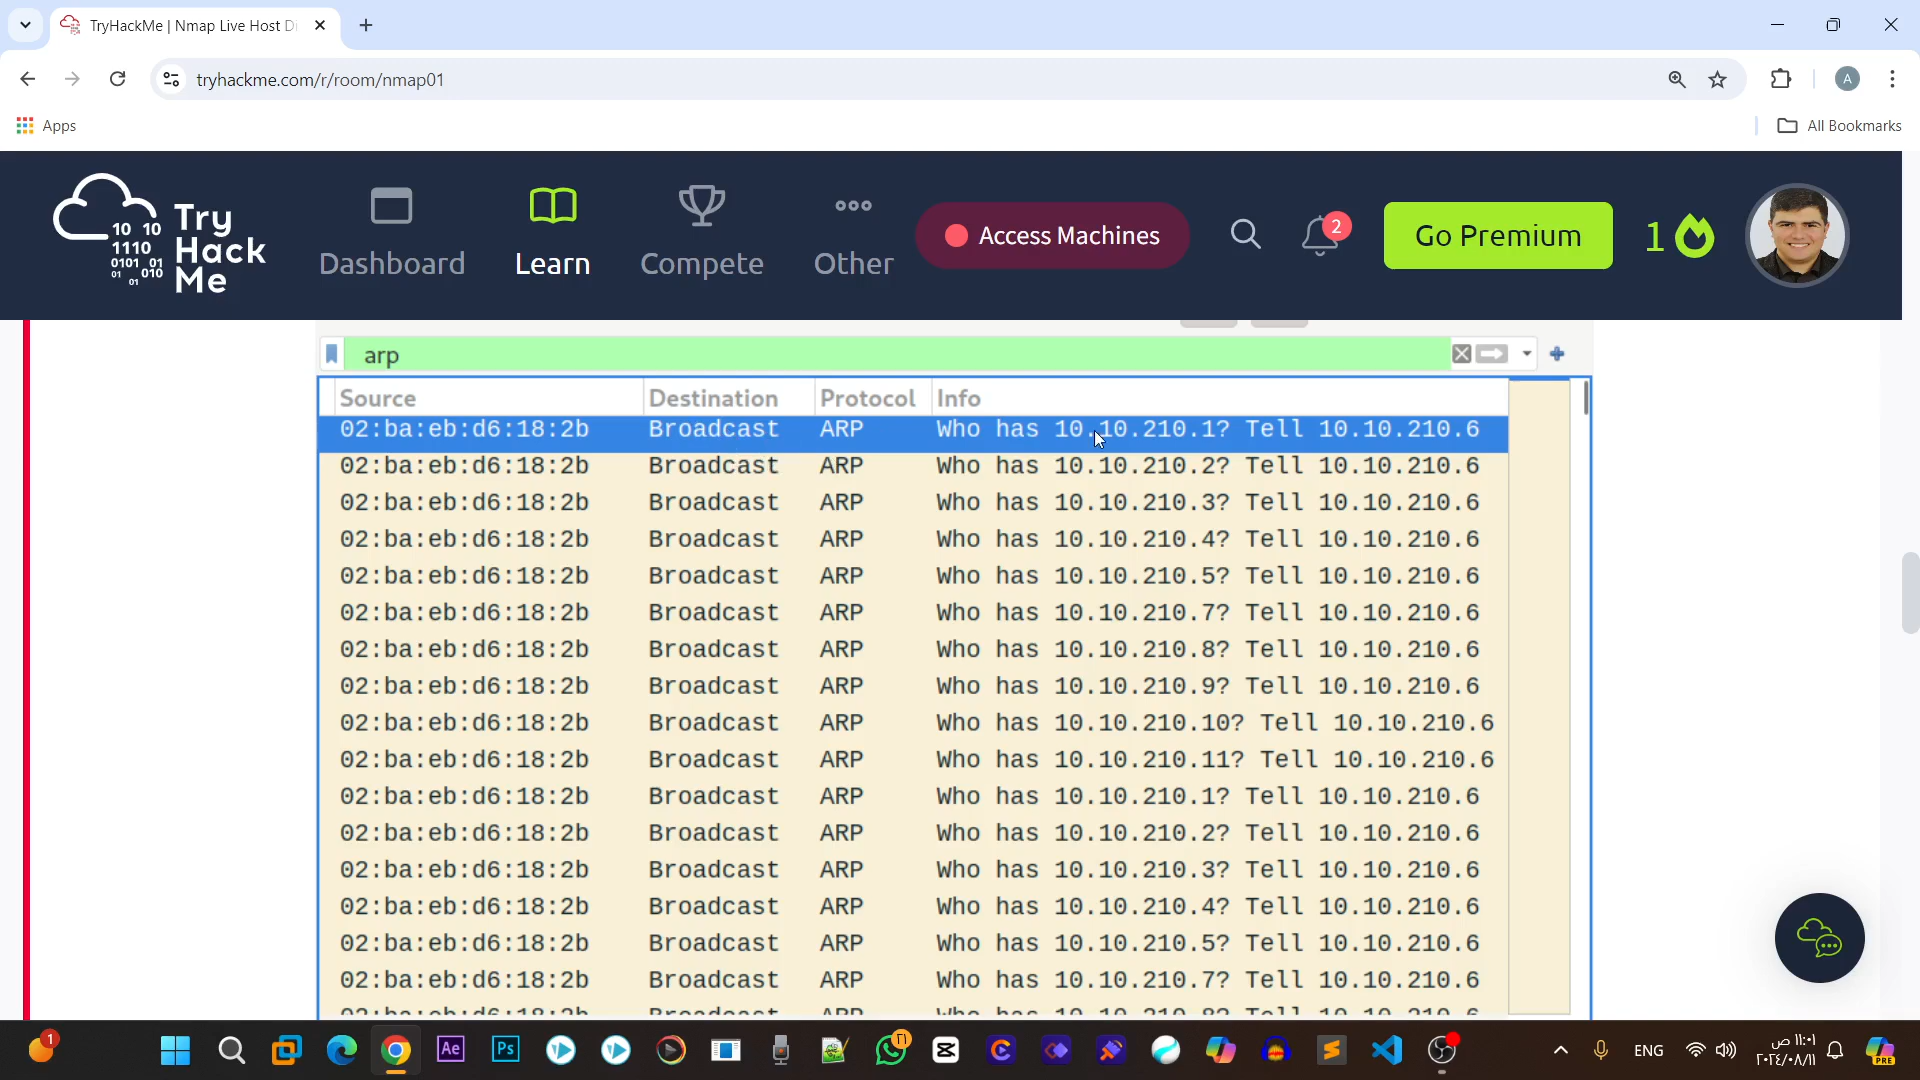 TryHackMe | Nmap Live Host Di
tryhackme.com/r/room/nmap01
A
Apps
All Bookmarks
10 10
1110
0101 01
01 010
01
Try
Hack
Me
Dashboard
Learn
Compete
Other
Access Machines
2
Go Premium
1
arp
Source Destination Protocol Info
02:ba:eb:d6:18:2b Broadcast ARP Who has 10.10.210.1? Tell 10.10.210.6
02:ba:eb:d6:18:2b Broadcast ARP Who has 10.10.210.2? Tell 10.10.210.6
02:ba:eb:d6:18:2b Broadcast ARP Who has 10.10.210.3? Tell 10.10.210.6
02:ba:eb:d6:18:2b Broadcast ARP Who has 10.10.210.4? Tell 10.10.210.6
02:ba:eb:d6:18:2b Broadcast ARP Who has 10.10.210.5? Tell 10.10.210.6
02:ba:eb:d6:18:2b Broadcast ARP Who has 10.10.210.7? Tell 10.10.210.6
02:ba:eb:d6:18:2b Broadcast ARP Who has 10.10.210.8? Tell 10.10.210.6
02:ba:eb:d6:18:2b Broadcast ARP Who has 10.10.210.9? Tell 10.10.210.6
02:ba:eb:d6:18:2b Broadcast ARP Who has 10.10.210.10? Tell 10.10.210.6
02:ba:eb:d6:18:2b Broadcast ARP Who has 10.10.210.11? Tell 10.10.210.6
02:ba:eb:d6:18:2b Broadcast ARP Who has 10.10.210.1? Tell 10.10.210.6
02:ba:eb:d6:18:2b Broadcast ARP Who has 10.10.210.2? Tell 10.10.210.6
02:ba:eb:d6:18:2b Broadcast ARP Who has 10.10.210.3? Tell 10.10.210.6
02:ba:eb:d6:18:2b Broadcast ARP Who has 10.10.210.4? Tell 10.10.210.6
02:ba:eb:d6:18:2b Broadcast ARP Who has 10.10.210.5? Tell 10.10.210.6
02:ba:eb:d6:18:2b Broadcast ARP Who has 10.10.210.7? Tell 10.10.210.6
1
Ae
Ps
٢١
ENG
١١:٠١ ص
٢٠٢٤/٠٨/١١
PRE